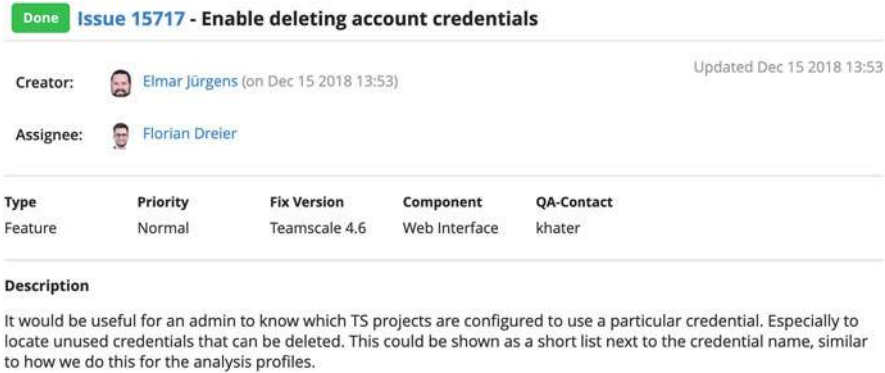 Done Issue 15717 - Enable deleting account credentials
Updated Dec 15 2018 13:53
Creator: Elmar Jürgens (on Dec 15 2018 13:53)
Assignee: Florian Dreier
Type Priority Fix Version Component QA-Contact
Feature Normal Teamscale 4.6 Web Interface khater
Description
It would be useful for an admin to know which TS projects are configured to use a particular credential. Especially to
locate unused credentials that can be deleted. This could be shown as a short list next to the credential name, similar
to how we do this for the analysis profiles.